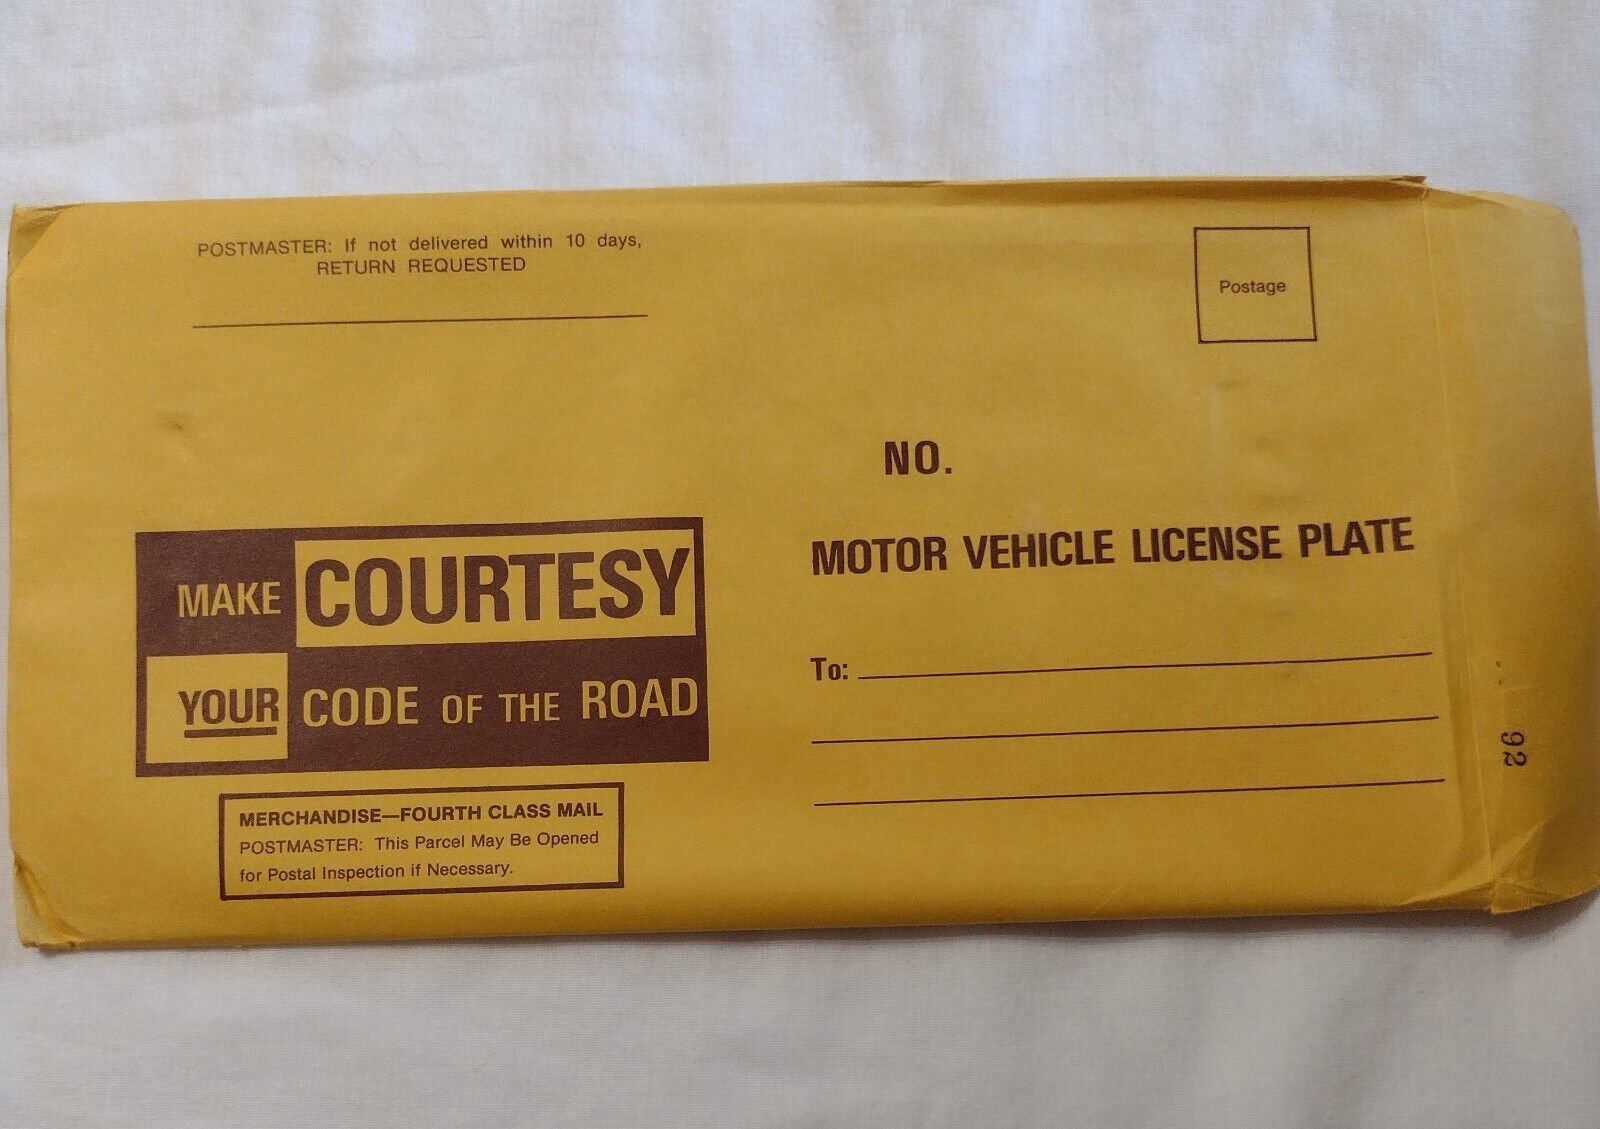 POSTMASTER: If not delivered within 10 days,
RETURN REQUESTED
Postage
NO.
MOTOR VEHICLE LICENSE PLATE
To:
MAKE COURTESY
YOUR CODE OF THE ROAD
MERCHANDISE—FOURTH CLASS MAIL
POSTMASTER: This Parcel May Be Opened
for Postal Inspection if Necessary.
92